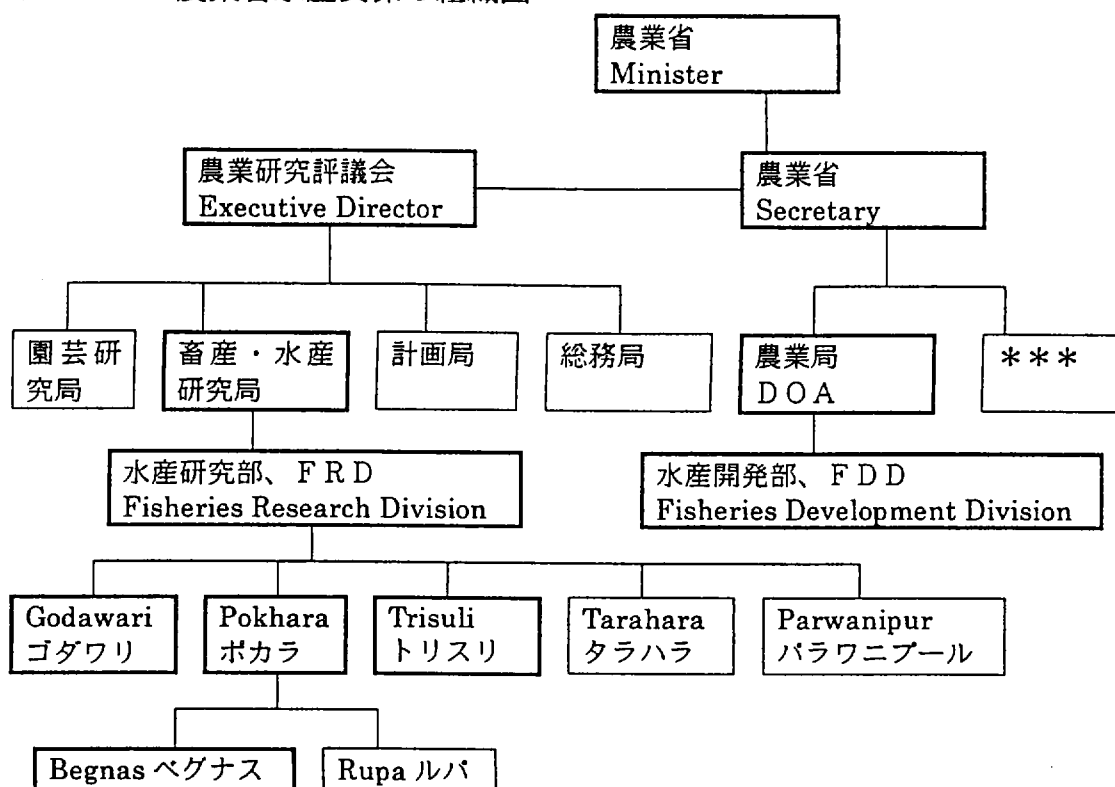 農業省
Minister
農業研究評議会
Executive Director
農業省
Secretary
園芸研
究局
畜産・水産
研究局
計画局
総務局
農業局
ＤＯＡ
＊＊＊
水産研究部、ＦＲＤ
Fisheries Research Division
水産開発部、ＦＤＤ
Fisheries Development Division
Godawari
ゴダワリ
Pokhara
ポカラ
Trisuli
トリスリ
Tarahara
タラハラ
Parwanipur
パラワニプール
Begnas ベグナス
Rupa ルパ